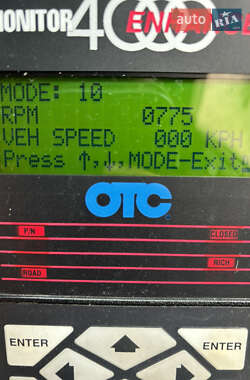 AUTO
RIA
MONITOR 4000 ENHANCED
MODE: 10
RPM 0775
VEH SPEED 000 KPH
Press ↑,↓,MODE-Exit
OTC
P/N CLOSED
RICH
ROAD
ENTER ENTER